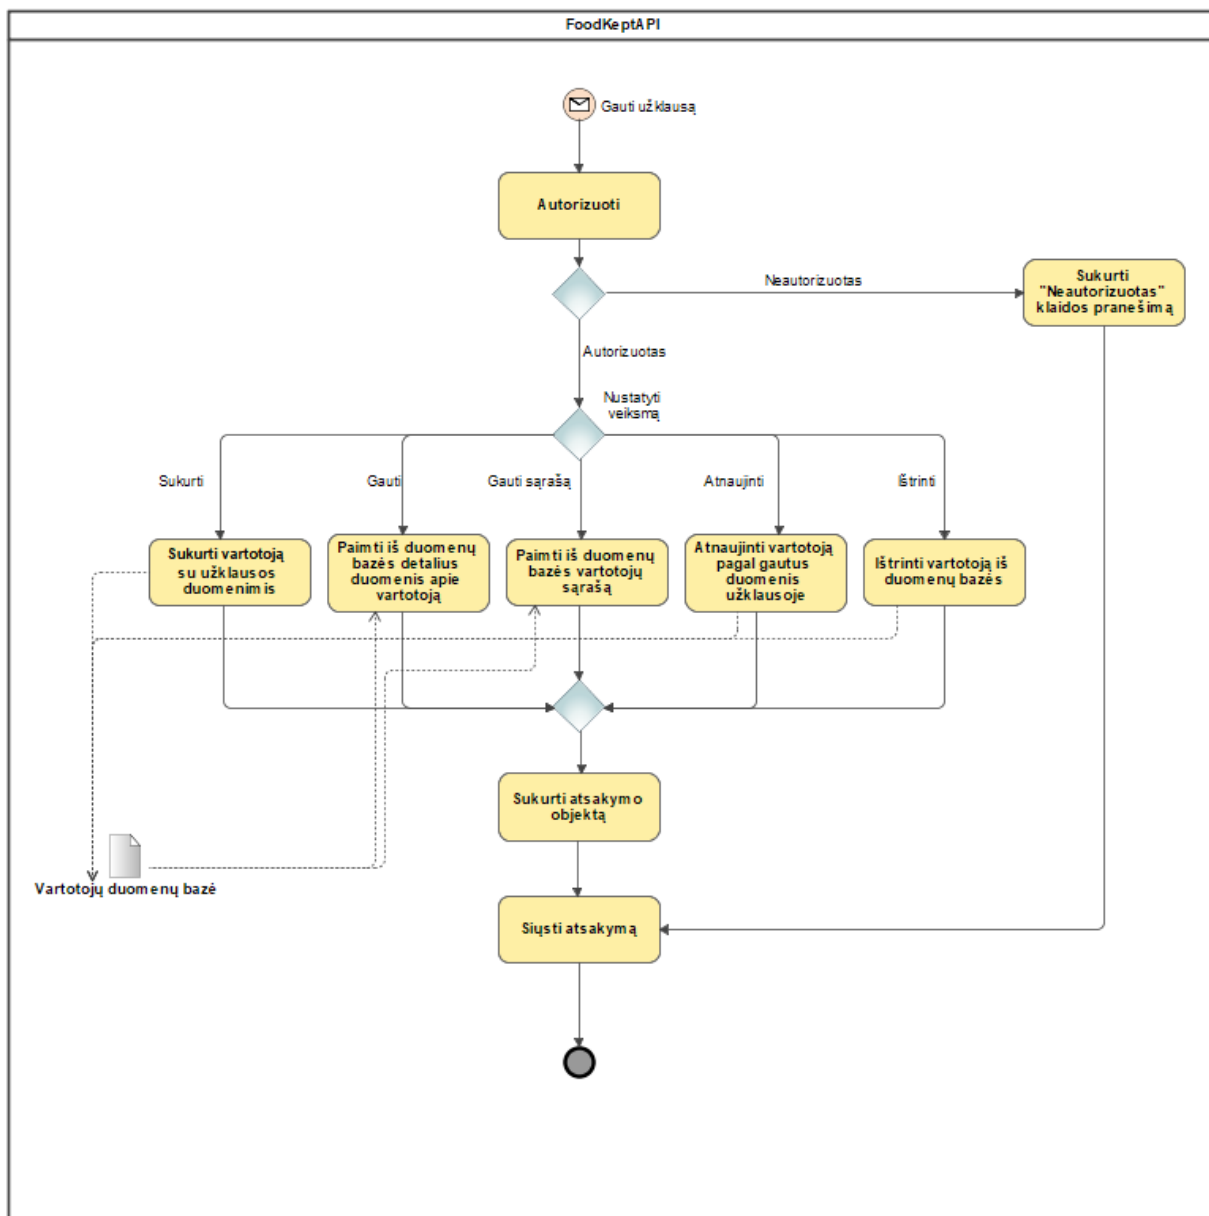 FoodKeptAPI
Gauti užklausą
Autorizuoti
Neautorizuotas
Sukurti
"Neautorizuotas"
klaidos pranešimą
Autorizuotas
Nustatyti
veiksmą
Sukurti
Gauti
Gauti sąrašą
Atnaujinti
Ištrinti
Sukurti vartotoją
su užklausos
duomenimis
Paimti iš duomenų
bazės detalius
duomenis apie
vartotoją
Paimti iš duomenų
bazės vartotojų
sąrašą
Atnaujinti vartotoją
pagal gautus
duomenis
užklausoje
Ištrinti vartotoją iš
duomenų bazės
Sukurti atsakymo
objektą
Vartotojų duomenų bazė
Siųsti atsakymą